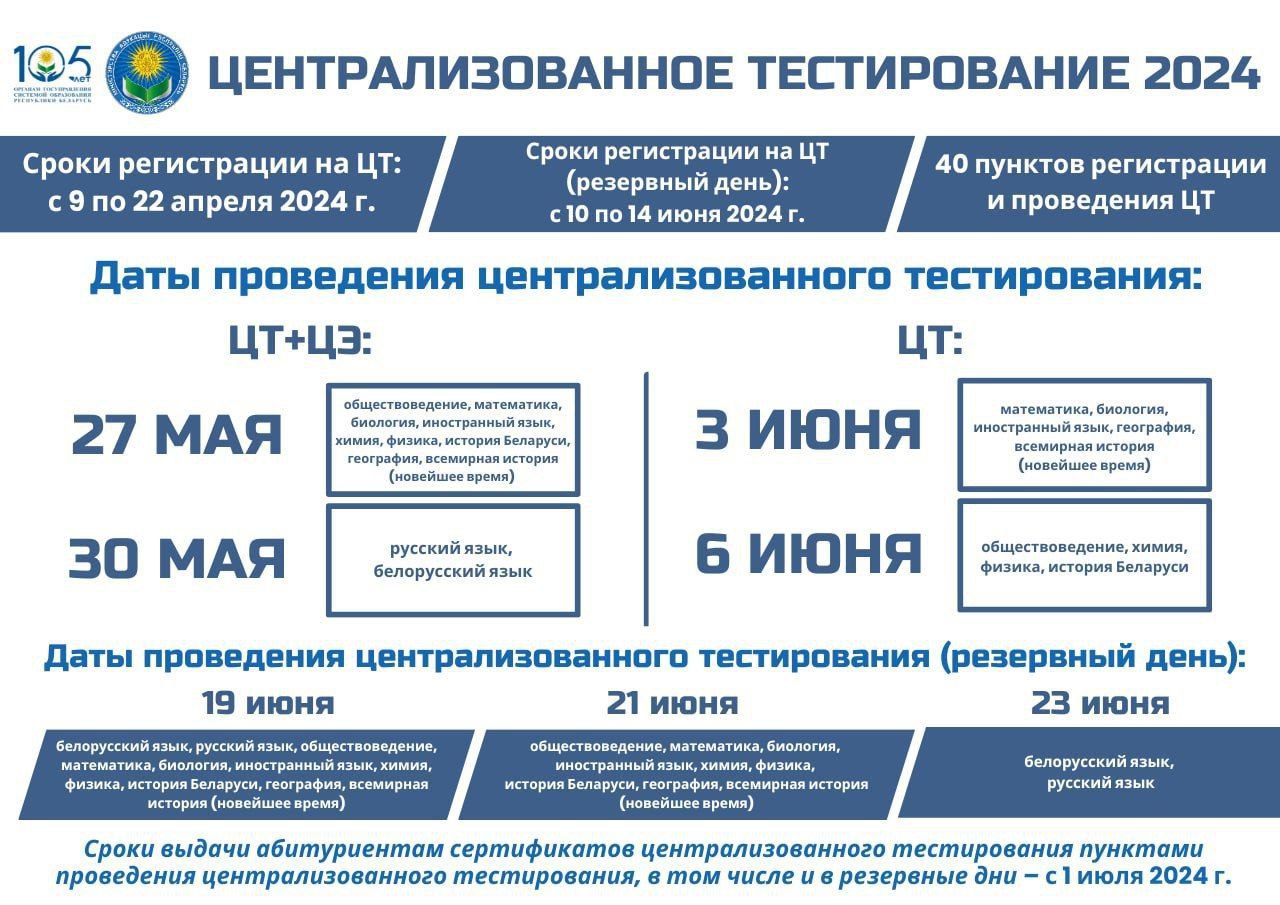 105
лет
ОРГАНАМ ГОСУПРАВЛЕНИЯ
СИСТЕМОЙ ОБРАЗОВАНИЯ
РЕСПУБЛИКИ БЕЛАРУСЬ
МІНІСТЭРСТВА АДУКАЦЫІ РЭСПУБЛІКІ БЕЛАРУСЬ
ЦЕНТРАЛИЗОВАННОЕ ТЕСТИРОВАНИЕ 2024
Сроки регистрации на ЦТ:
с 9 по 22 апреля 2024 г.
Сроки регистрации на ЦТ
(резервный день):
с 10 по 14 июня 2024 г.
40 пунктов регистрации
и проведения ЦТ
Даты проведения централизованного тестирования:
ЦТ+ЦЭ:
27 МАЯ
обществоведение, математика,
биология, иностранный язык,
химия, физика, история Беларуси,
география, всемирная история
(новейшее время)
30 МАЯ
русский язык,
белорусский язык
ЦТ:
3 ИЮНЯ
математика, биология,
иностранный язык, география,
всемирная история
(новейшее время)
6 ИЮНЯ
обществоведение, химия,
физика, история Беларуси
Даты проведения централизованного тестирования (резервный день):
19 июня
белорусский язык, русский язык, обществоведение,
математика, биология, иностранный язык, химия,
физика, история Беларуси, география, всемирная
история (новейшее время)
21 июня
обществоведение, математика, биология,
иностранный язык, химия, физика,
история Беларуси, география, всемирная история
(новейшее время)
23 июня
белорусский язык,
русский язык
Сроки выдачи абитуриентам сертификатов централизованного тестирования пунктами
проведения централизованного тестирования, в том числе и в резервные дни – с 1 июля 2024 г.